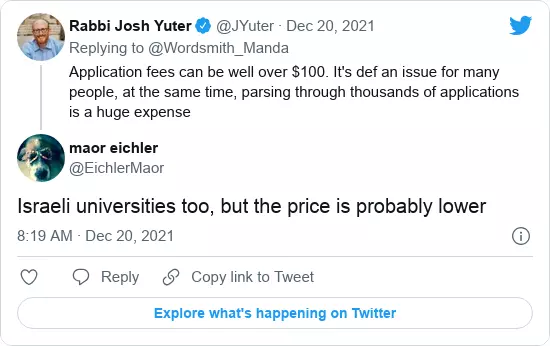 Rabbi Josh Yuter @JYuter · Dec 20, 2021
Replying to @Wordsmith_Manda
Application fees can be well over $100. It's def an issue for many
people, at the same time, parsing through thousands of applications
is a huge expense
maor eichler
@EichlerMaor
Israeli universities too, but the price is probably lower
8:19 AM · Dec 20, 2021
Reply
Copy link to Tweet
Explore what's happening on Twitter